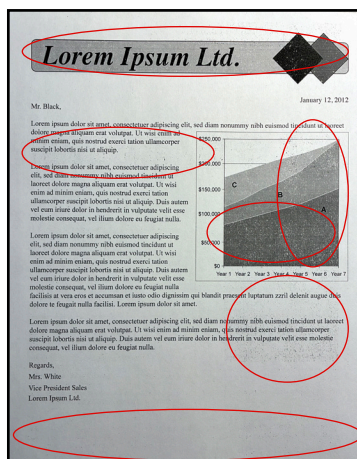 Lorem Ipsum Ltd.
January 12, 2012
Mr. Black,
Lorem ipsum dolor sit amet, consectetuer adipiscing elit, sed diam nonummy nibh euismod tincidunt ut laoreet
dolore magna aliquam erat volutpat. Ut wisi enim ad
minim eniam, quis nostrud exerci tation ullamcorper
suscipit lobortis nisi ut aliquip.
Lorem ipsum dolor sit amet, consectetuer adipiscing
elit, sed diam nonummy nibh euismod tincidunt ut
laoreet dolore magna aliquam erat volutpat. Ut wisi
enim ad minim eniam, quis nostrud exerci tation
ullamcorper suscipit lobortis nisi ut aliquip. Duis autem
vel eum iriure dolor in hendrerit in vulputate velit esse
molestie consequat, vel illum dolore eu feugiat nulla.
$250,000
$200,000
$150,000
$100,000
$50,000
$0
C
B
A
Year 1 Year 2 Year 3 Year 4 Year 5 Year 6 Year 7
Lorem ipsum dolor sit amet, consectetuer adipiscing
elit, sed diam nonummy nibh euismod tincidunt ut
laoreet dolore magna aliquam erat volutpat. Ut wisi
enim ad minim eniam, quis nostrud exerci tation
ullamcorper suscipit lobortis nisi ut aliquip. Duis autem
vel eum iriure dolor in hendrerit in vulputate velit esse
molestie consequat, vel illum dolore eu feugiat nulla
facilisis at vera eros et accumsan et iusto odio dignissim qui blandit praesent luptatum zzril delenit augue duis
dolore te feugait nulla facilisi. Lorem ipsum dolor sit amet.
Lorem ipsum dolor sit amet, consectetuer adipiscing elit, sed diam nonummy nibh euismod tincidunt ut laoreet
dolore magna aliquam erat volutpat. Ut wisi enim ad minim eniam, quis nostrud exerci tation ullamcorper
suscipit lobortis nisi ut aliquip. Duis autem vel eum iriure dolor in hendrerit in vulputate velit esse molestie
consequat, vel illum dolore eu feugiat nulla.
Regards,
Mrs. White
Vice President Sales
Lorem Ipsum Ltd.